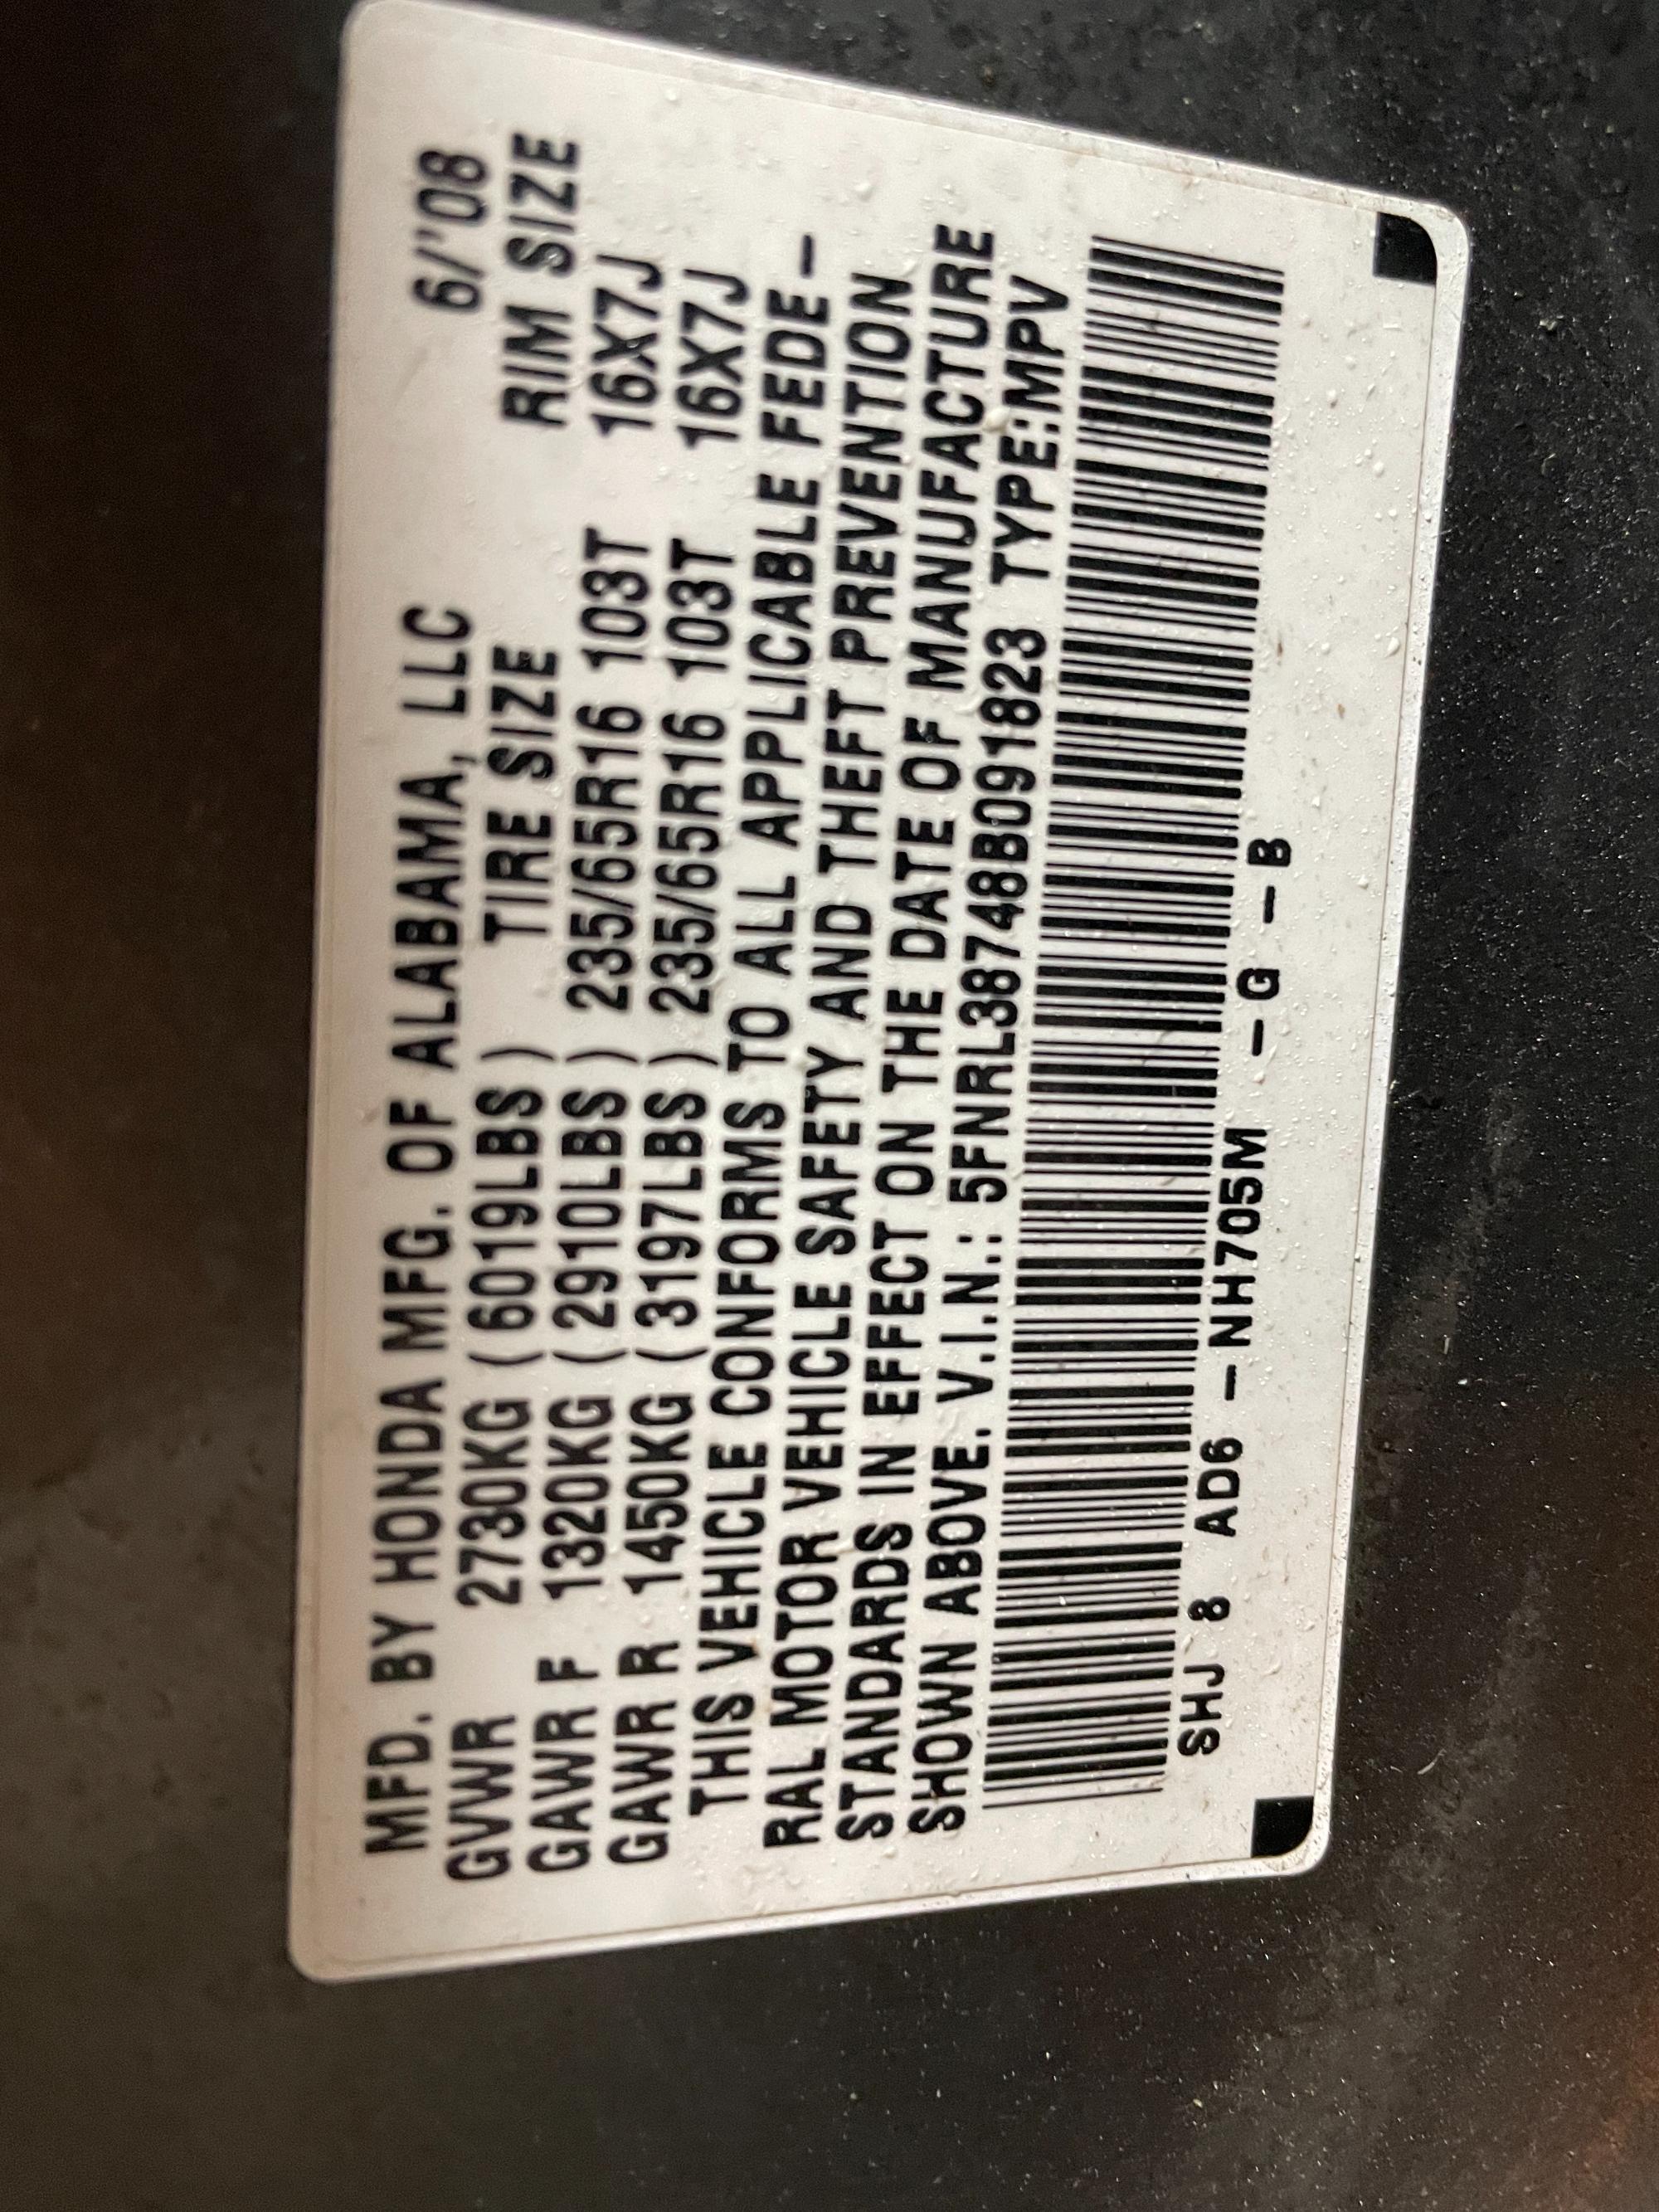 MFD. BY HONDA MFG. OF ALABAMA, LLC 6/'08
GVWR 2730KG (6019LBS) TIRE SIZE RIM SIZE
GAWR F 1320KG (2910LBS) 235/65R16 103T 16X7J
GAWR R 1450KG (3197LBS) 235/65R16 103T 16X7J
THIS VEHICLE CONFORMS TO ALL APPLICABLE FEDE-
RAL MOTOR VEHICLE SAFETY AND THEFT PREVENTION
STANDARDS IN EFFECT ON THE DATE OF MANUFACTURE
SHOWN ABOVE. V.I.N.: 5FNRL38748B091823 TYPE:MPV
SHJ 8 AD6 -NH705M -G -B